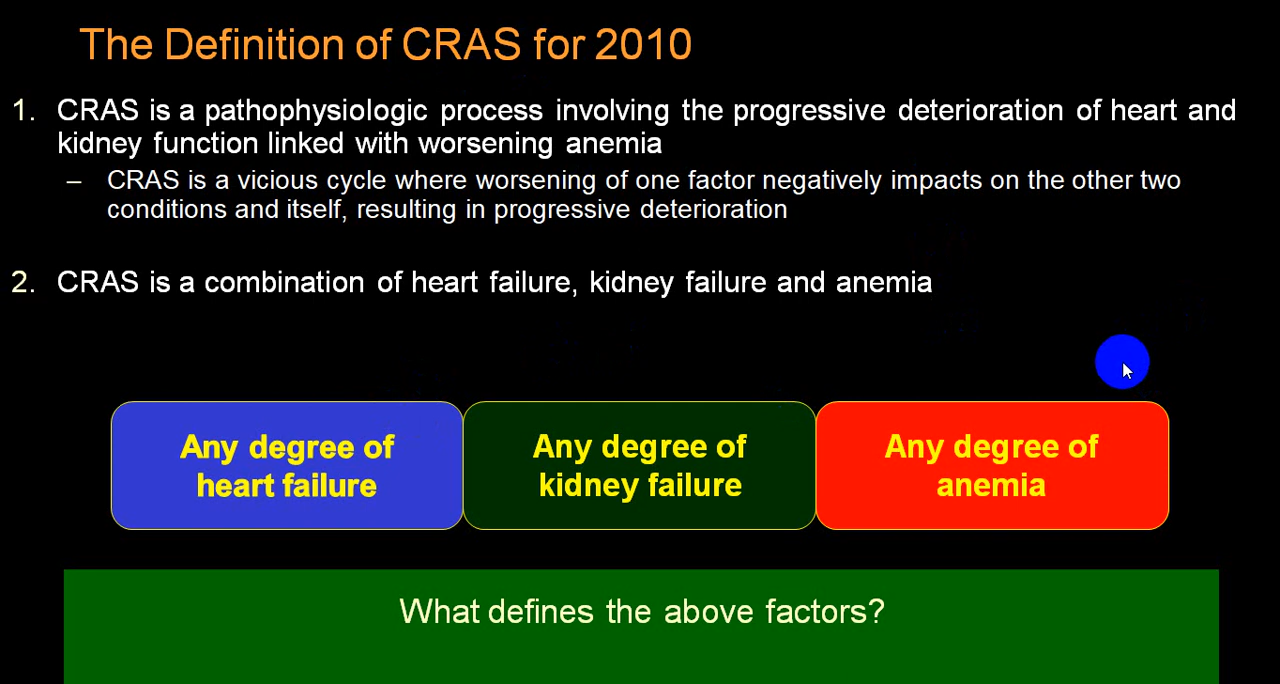 The Definition of CRAS for 2010
1. CRAS is a pathophysiologic process involving the progressive deterioration of heart and
kidney function linked with worsening anemia
– CRAS is a vicious cycle where worsening of one factor negatively impacts on the other two
conditions and itself, resulting in progressive deterioration
2. CRAS is a combination of heart failure, kidney failure and anemia
Any degree of
heart failure
Any degree of
kidney failure
Any degree of
anemia
What defines the above factors?